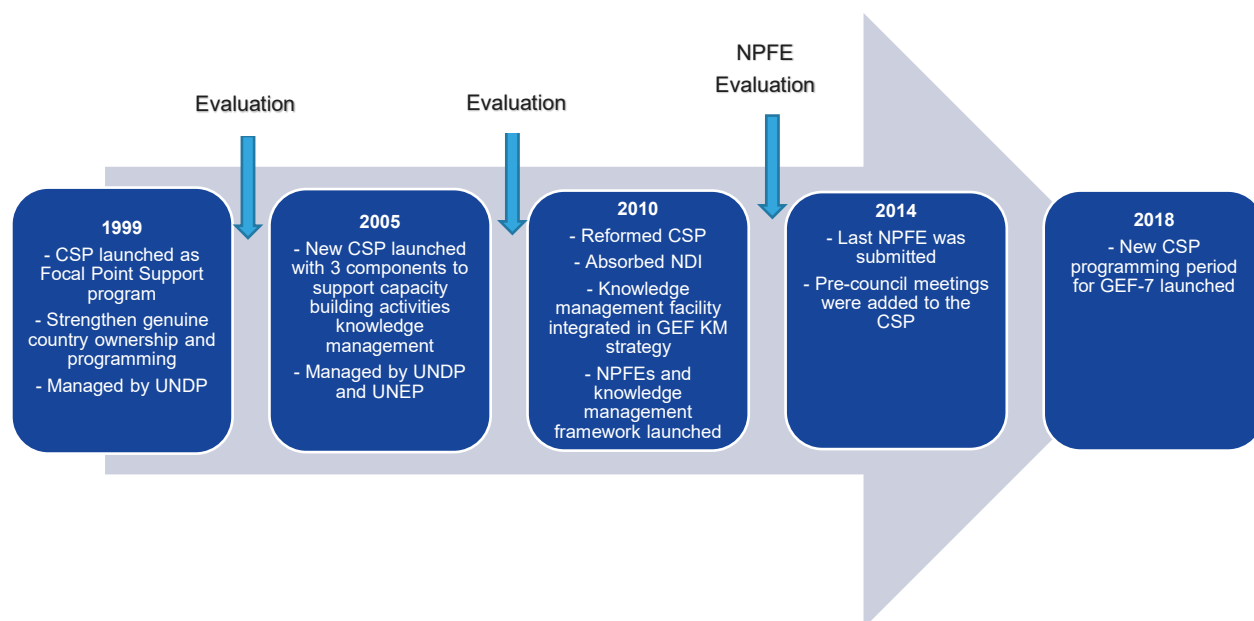 Evaluation
Evaluation
NPFE
Evaluation
1999
- CSP launched as
Focal Point Support
program
- Strengthen genuine
country ownership and
programming
- Managed by UNDP
2005
- New CSP launched
with 3 components to
support capacity
building activities
knowledge
management
- Managed by UNDP
and UNEP
2010
- Reformed CSP
- Absorbed NDI
- Knowledge
management facility
integrated in GEF KM
strategy
- NPFEs and
knowledge
management
framework launched
2014
- Last NPFE was
submitted
- Pre-council meetings
were added to the
CSP
2018
- New CSP
programming period
for GEF-7 launched